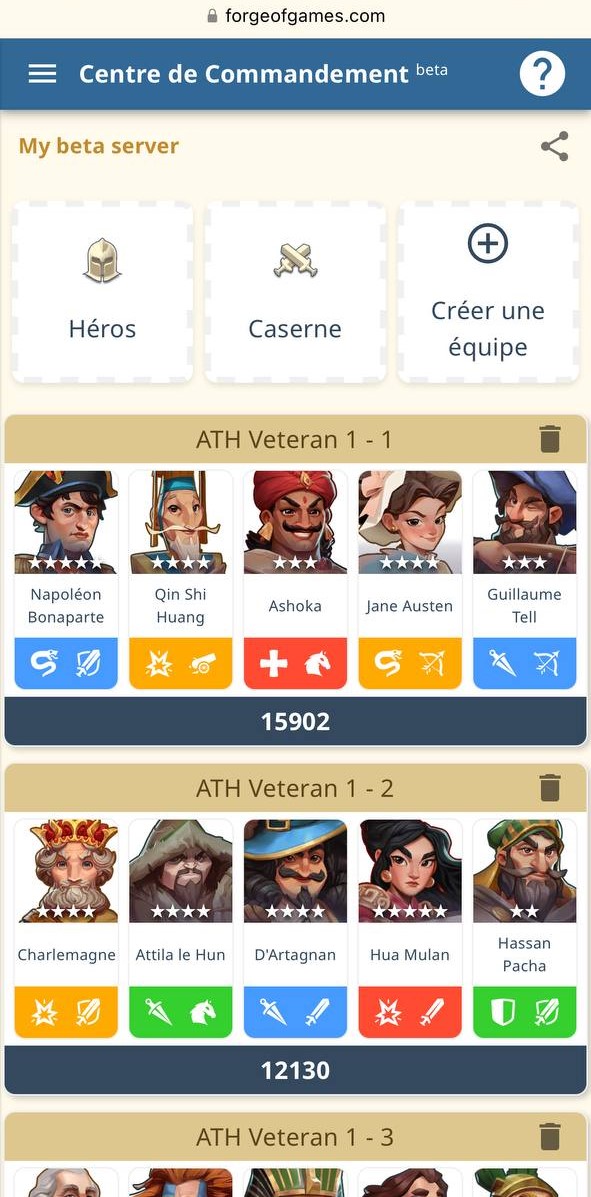 forgeofgames.com
Centre de Commandement beta
?
My beta server
Héros
Caserne
Créer une
équipe
ATH Veteran 1 - 1
Napoléon
Bonaparte
Qin Shi
Huang
Ashoka
Jane Austen
Guillaume
Tell
15902
ATH Veteran 1 - 2
Charlemagne
Attila le Hun
D'Artagnan
Hua Mulan
Hassan
Pacha
12130
ATH Veteran 1 - 3